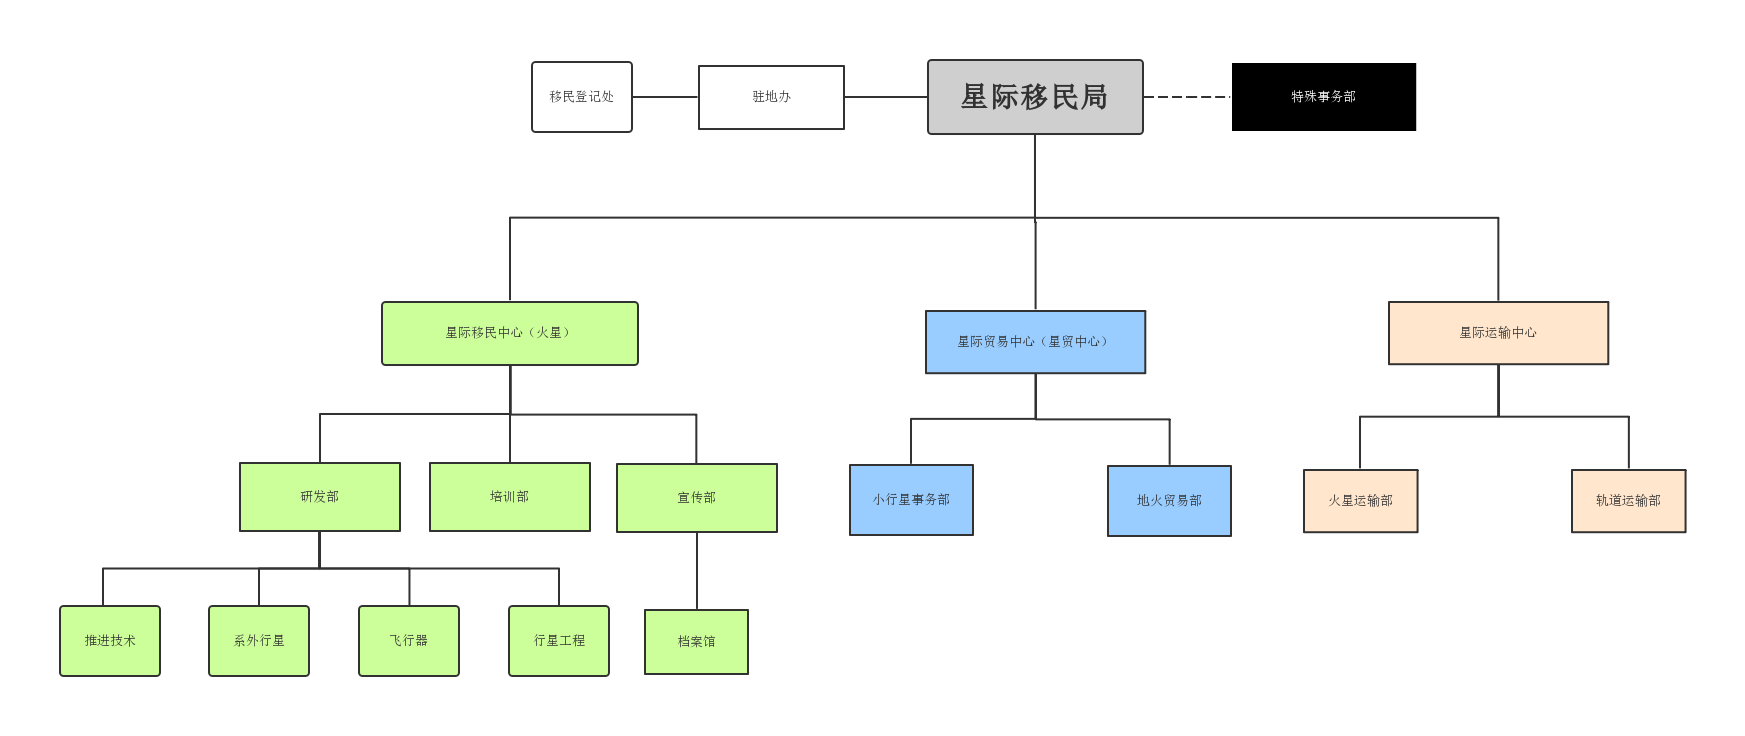 移民登记处
驻地办
星际移民局
特殊事务部
星际移民中心（火星）
星际贸易中心（星贸中心）
星际运输中心
研发部
培训部
宣传部
小行星事务部
地火贸易部
火星运输部
轨道运输部
推进技术
系外行星
飞行器
行星工程
档案馆